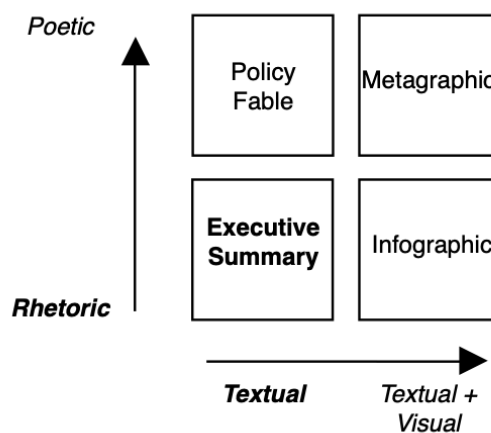 Poetic
Policy
Fable
Metagraphic
Executive
Summary
Infographic
Rhetoric
Textual
Textual +
Visual